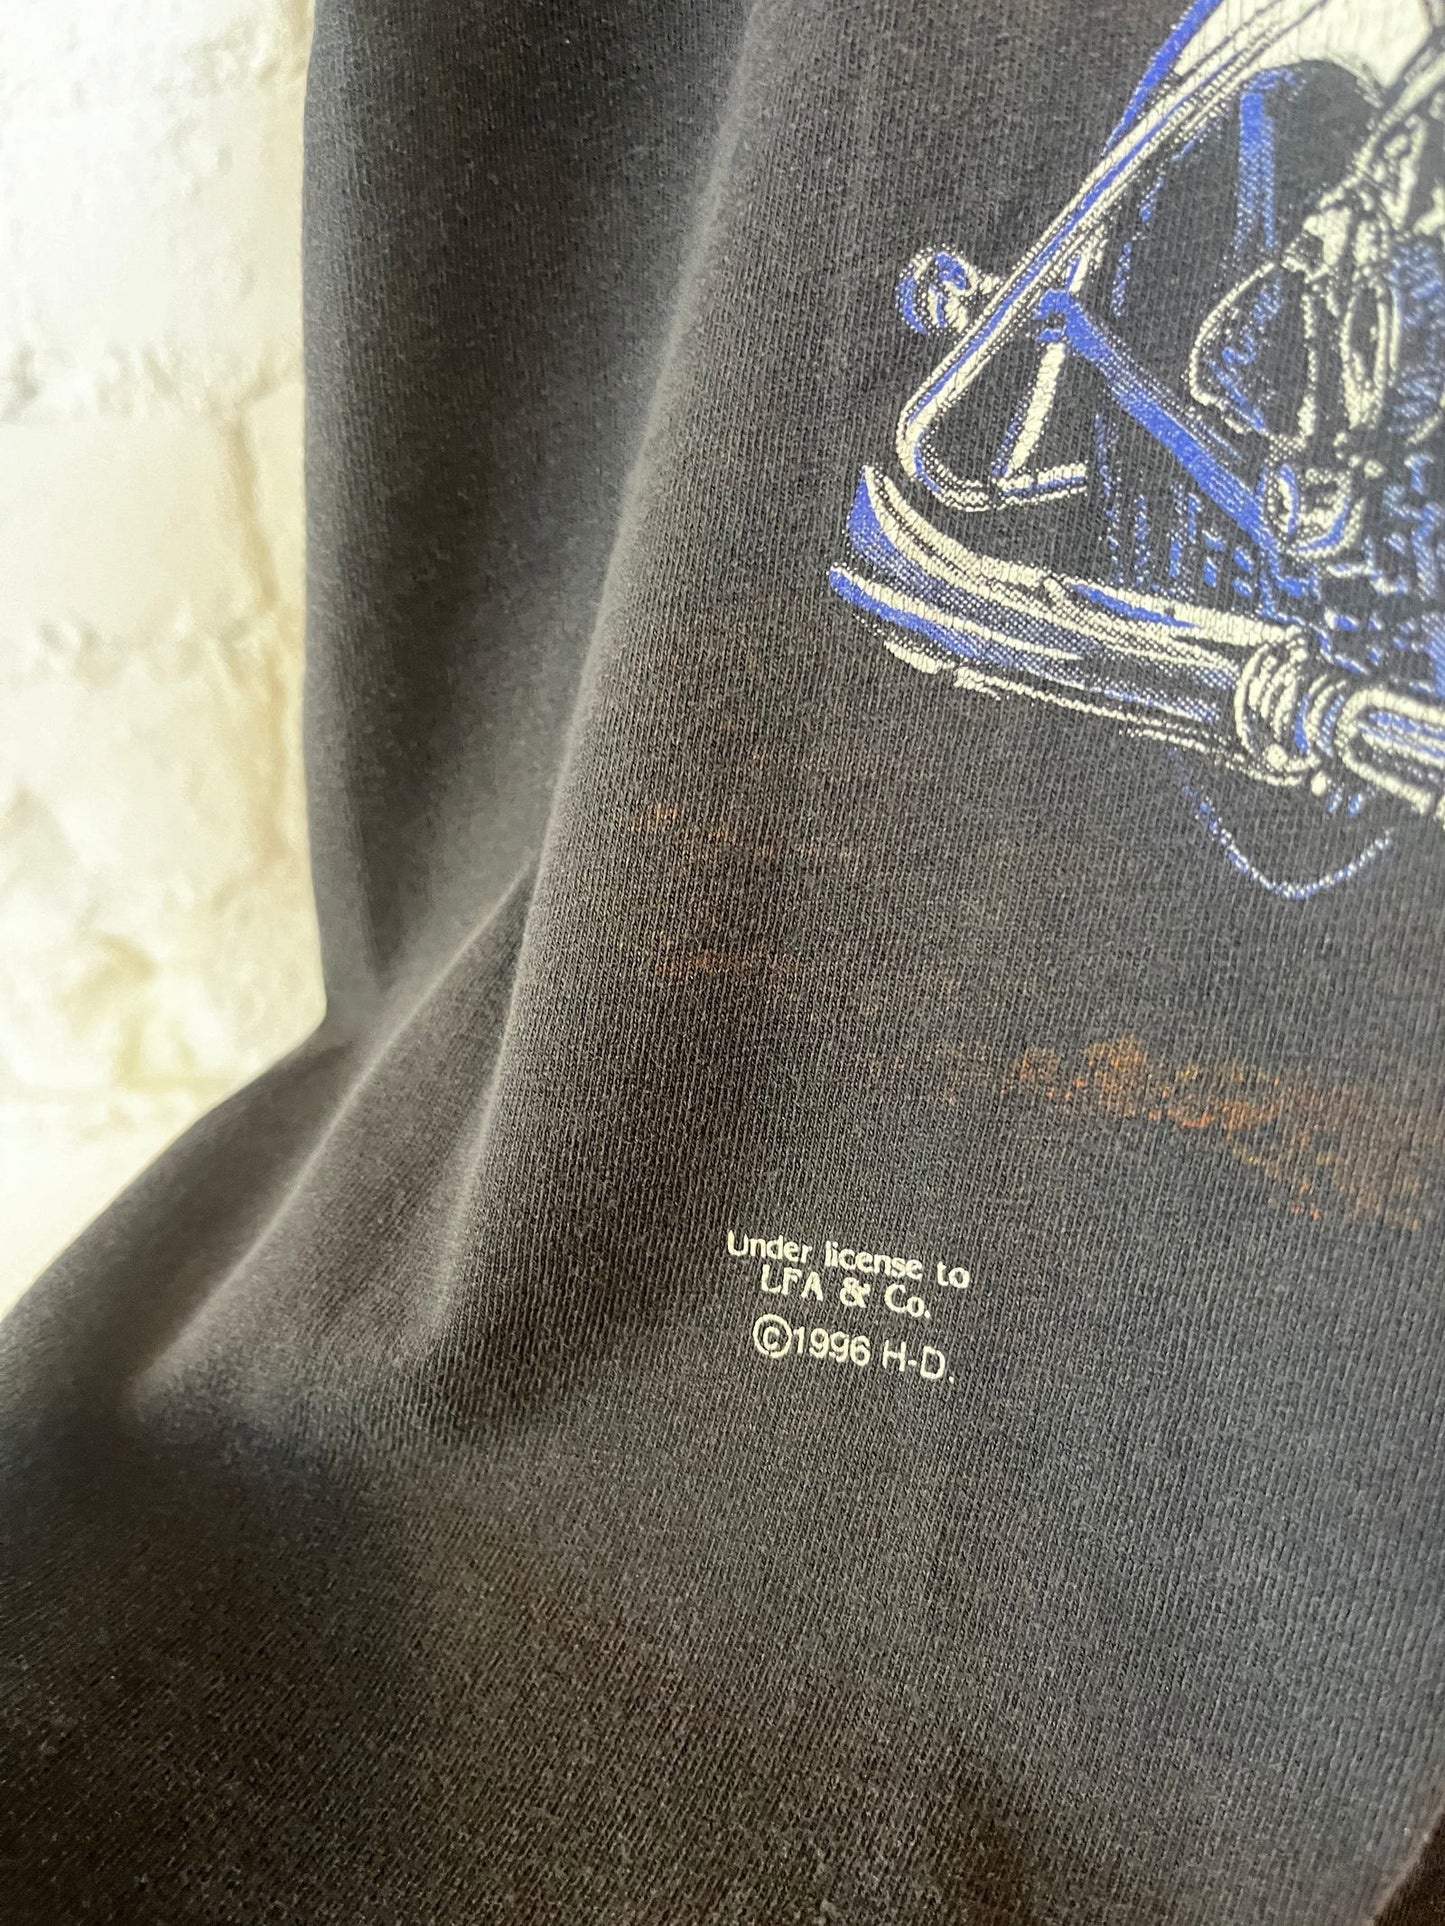 Under license to
LFA & Co.
©1996 H-D.